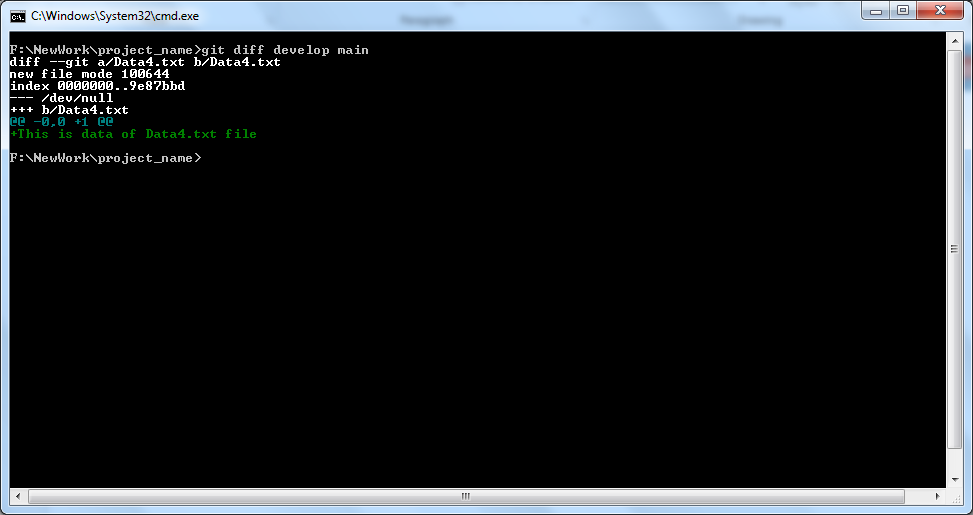 C:\Windows\System32\cmd.exe
F:\NewWork\project_name>git diff develop main
diff --git a/Data4.txt b/Data4.txt
new file mode 100644
index 0000000..9e87bbd
--- /dev/null
+++ b/Data4.txt
@@ -0,0 +1 @@
+This is data of Data4.txt file
F:\NewWork\project_name>